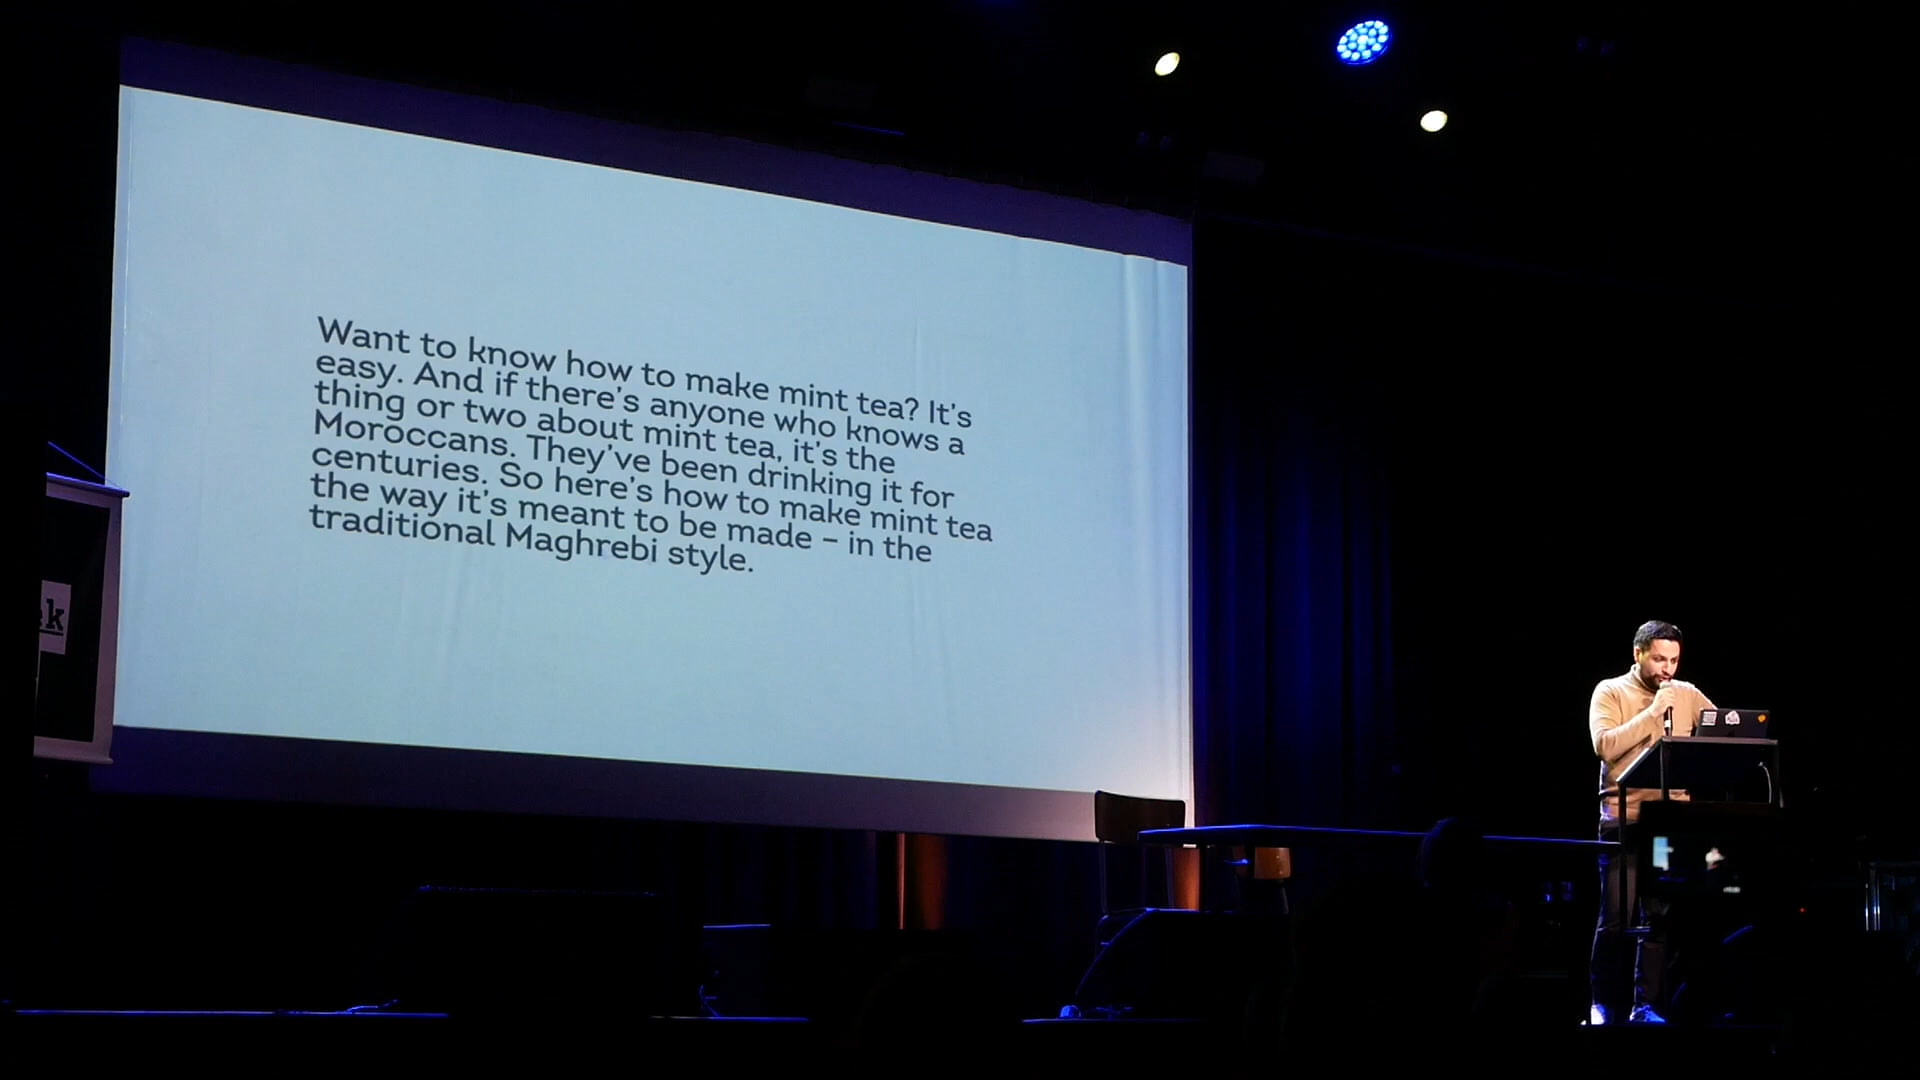 Want to know how to make mint tea? It's
easy. And if there's anyone who knows a
thing or two about mint tea, it's the
Moroccans. They've been drinking it for
centuries. So here's how to make mint tea
the way it's meant to be made – in the
traditional Maghrebi style.
k